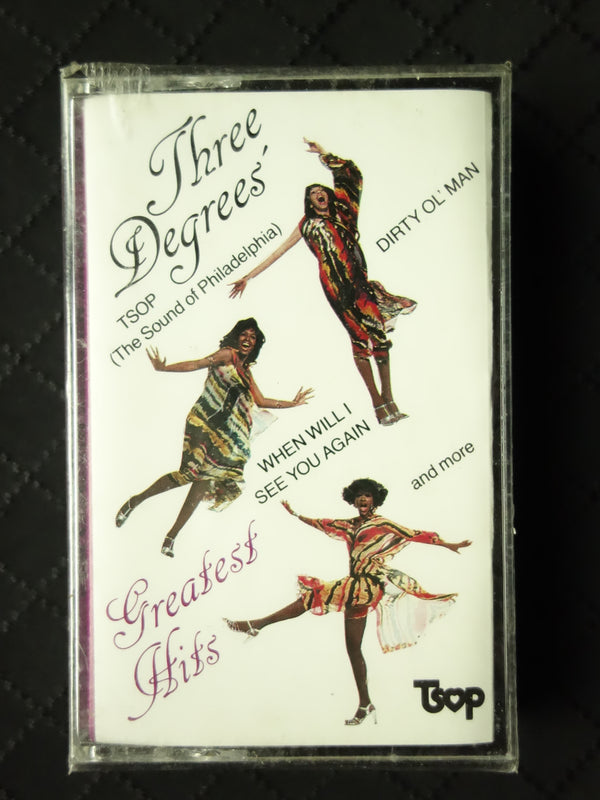 Three
Degrees'
TSOP
(The Sound of Philadelphia)
DIRTY OL' MAN
WHEN WILL I
SEE YOU AGAIN
and more
Greatest
Hits
Tsop